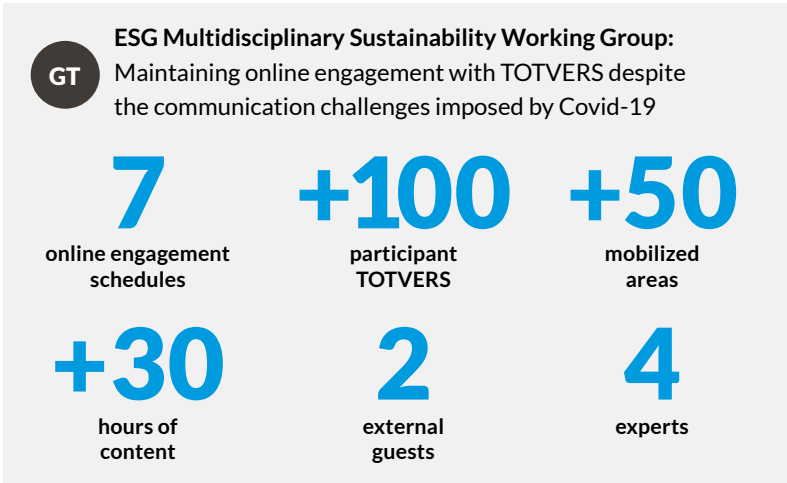 ESG Multidisciplinary Sustainability Working Group:
GT
Maintaining online engagement with TOTVERS despite
the communication challenges imposed by Covid-19
7
online engagement
schedules
+100
participant
TOTVERS
+50
mobilized
areas
+30
hours of
content
2
external
guests
4
experts